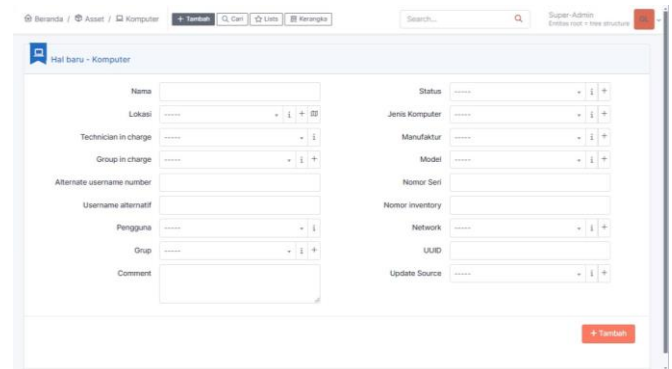 Beranda / Asset / Komputer + Tambah Cari Lists Kerangka Search... Super-Admin
Entitas root > tree structure
Hal baru - Komputer
Nama Status -----
Lokasi ----- Jenis Komputer -----
Technician in charge ----- Manufaktur -----
Group in charge ----- Model -----
Alternate username number Nomor Seri
Username alternatif Nomor inventory
Pengguna ----- Network -----
Grup ----- UUID
Comment Update Source -----
+ Tambah